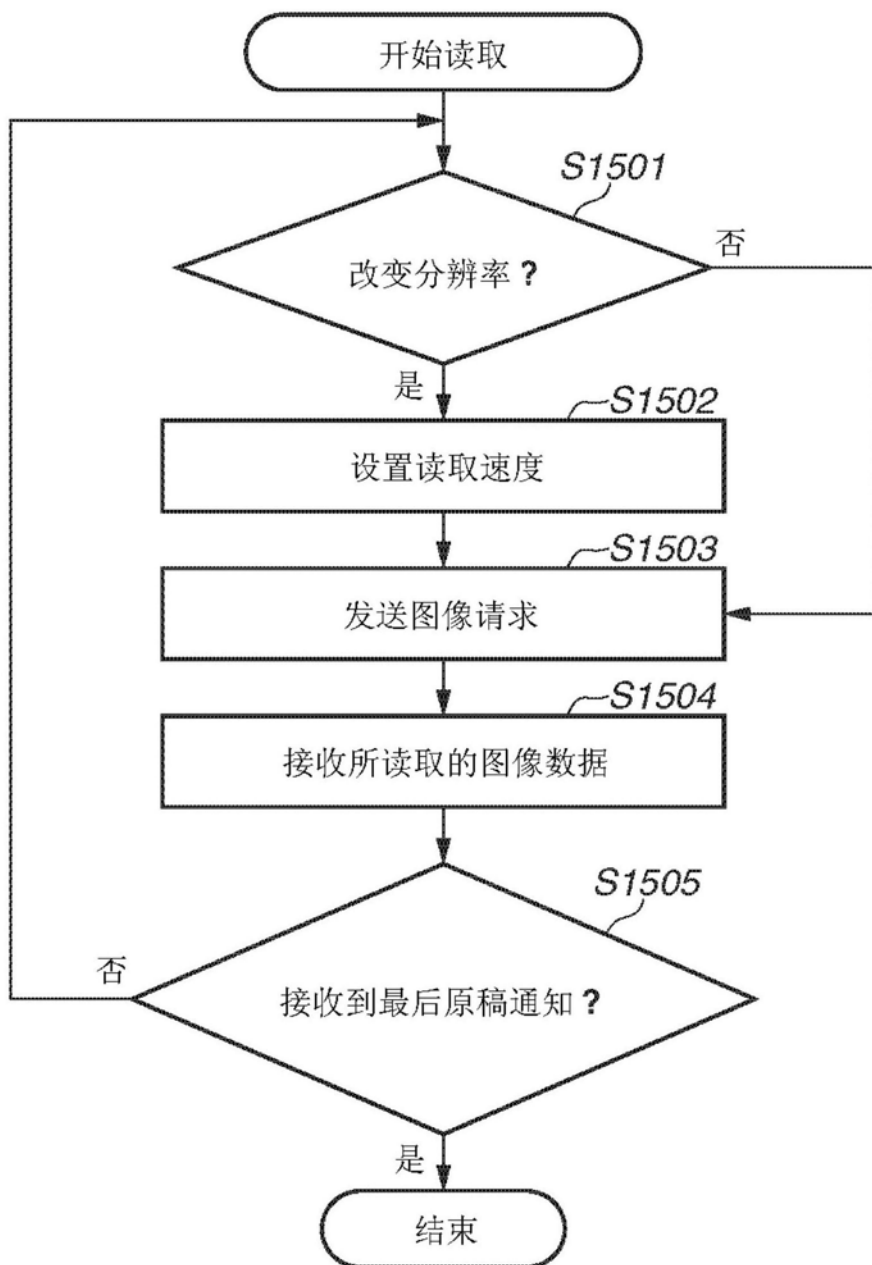 开始读取
S1501
改变分辨率？
否
是
S1502
设置读取速度
S1503
发送图像请求
S1504
接收所读取的图像数据
S1505
接收到最后原稿通知？
否
是
结束